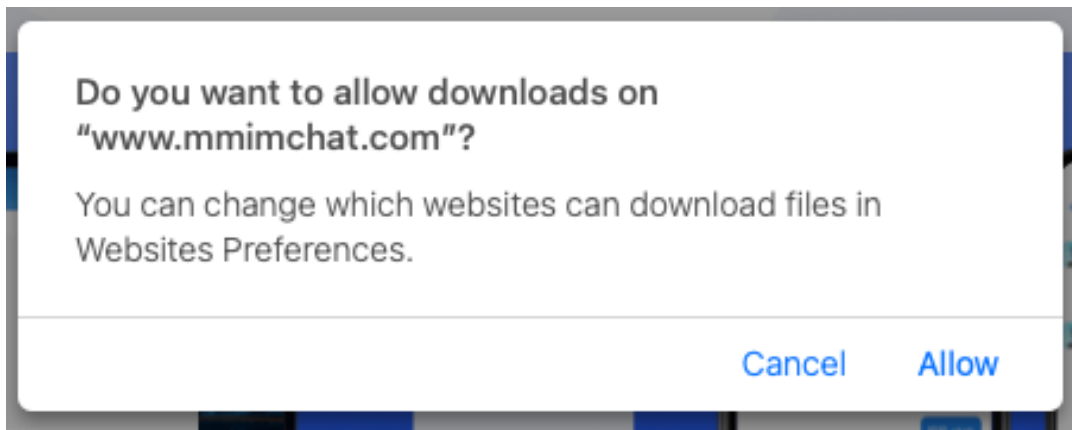 Do you want to allow downloads on
“www.mmimchat.com”?
You can change which websites can download files in
Websites Preferences.
Cancel
Allow